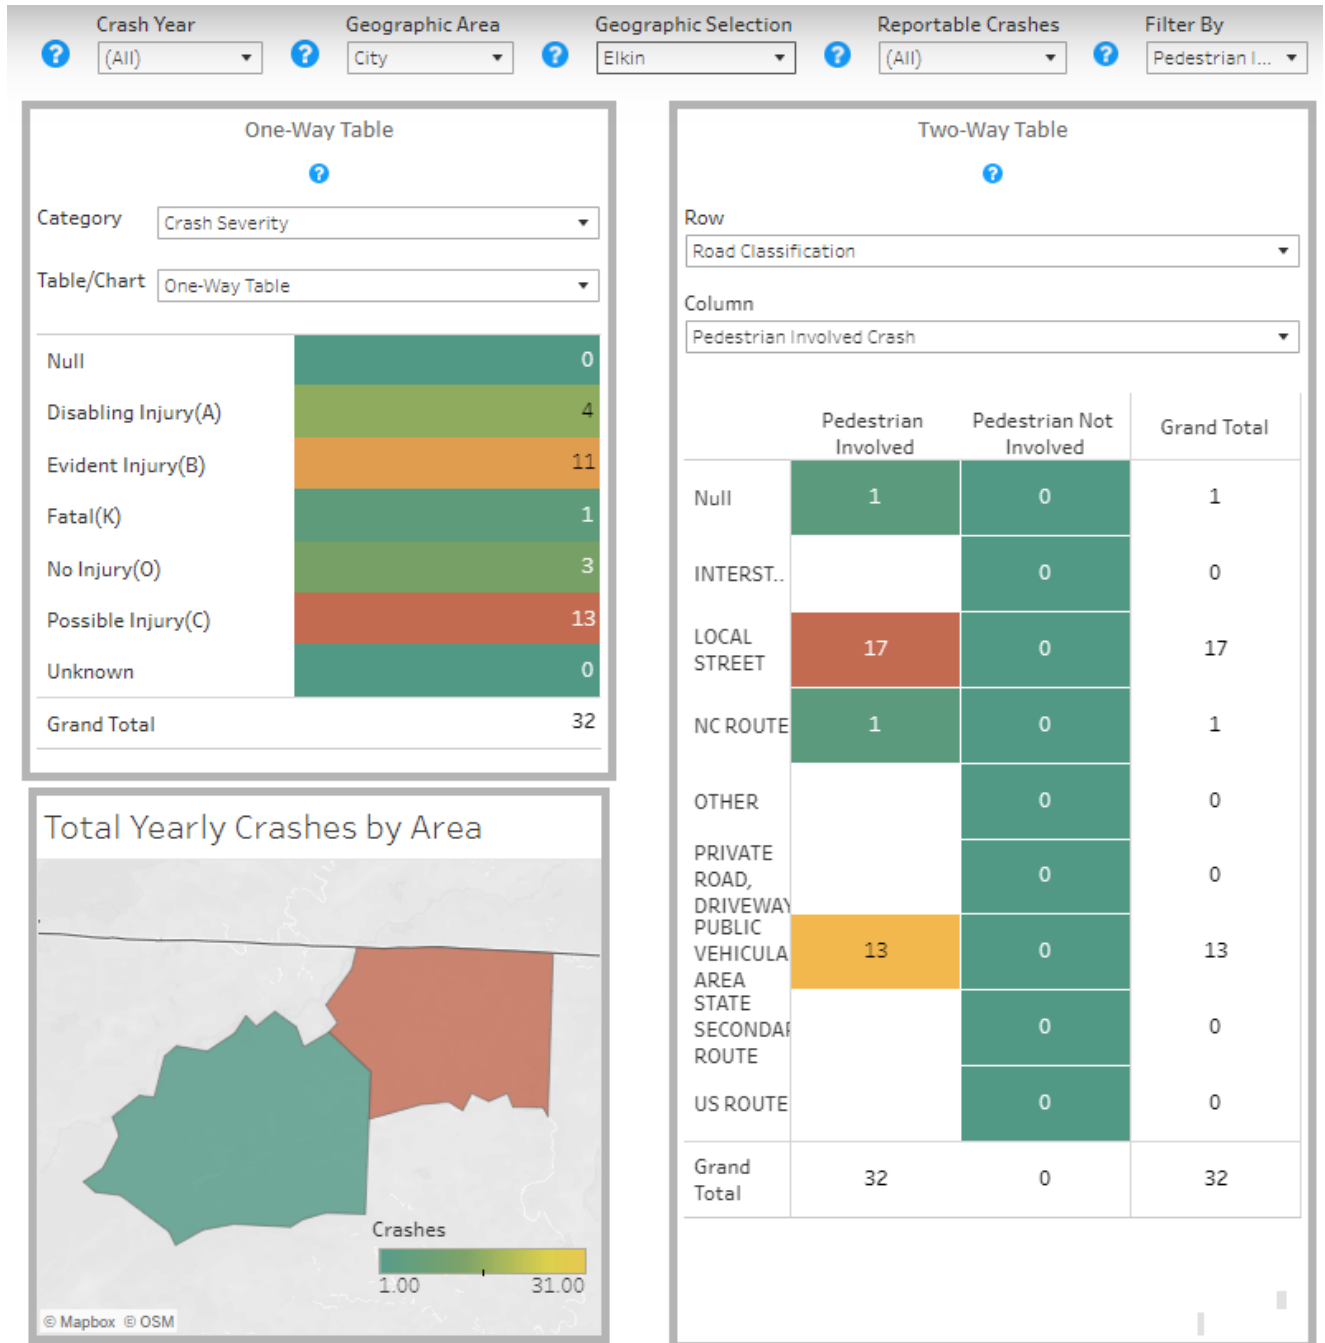 Crash Year Geographic Area Geographic Selection Reportable Crashes Filter By
? (All) ? City ? Elkin ? (All) ? Pedestrian I...
One-Way Table
?
Category Crash Severity
Table/Chart One-Way Table
Null 0
Disabling Injury(A) 4
Evident Injury(B) 11
Fatal(K) 1
No Injury(O) 3
Possible Injury(C) 13
Unknown 0
Grand Total 32
Total Yearly Crashes by Area
Crashes
1.00 31.00
© Mapbox © OSM
Two-Way Table
?
Row
Road Classification
Column
Pedestrian Involved Crash
Pedestrian Involved Pedestrian Not Involved Grand Total
Null 1 0 1
INTERST.. 0 0
LOCAL
STREET 17 0 17
NC ROUTE 1 0 1
OTHER 0 0
PRIVATE
ROAD, 0 0
DRIVEWAY
PUBLIC
VEHICULA 13 0 13
AREA
STATE
SECONDAR 0 0
ROUTE
US ROUTE 0 0
Grand
Total 32 0 32